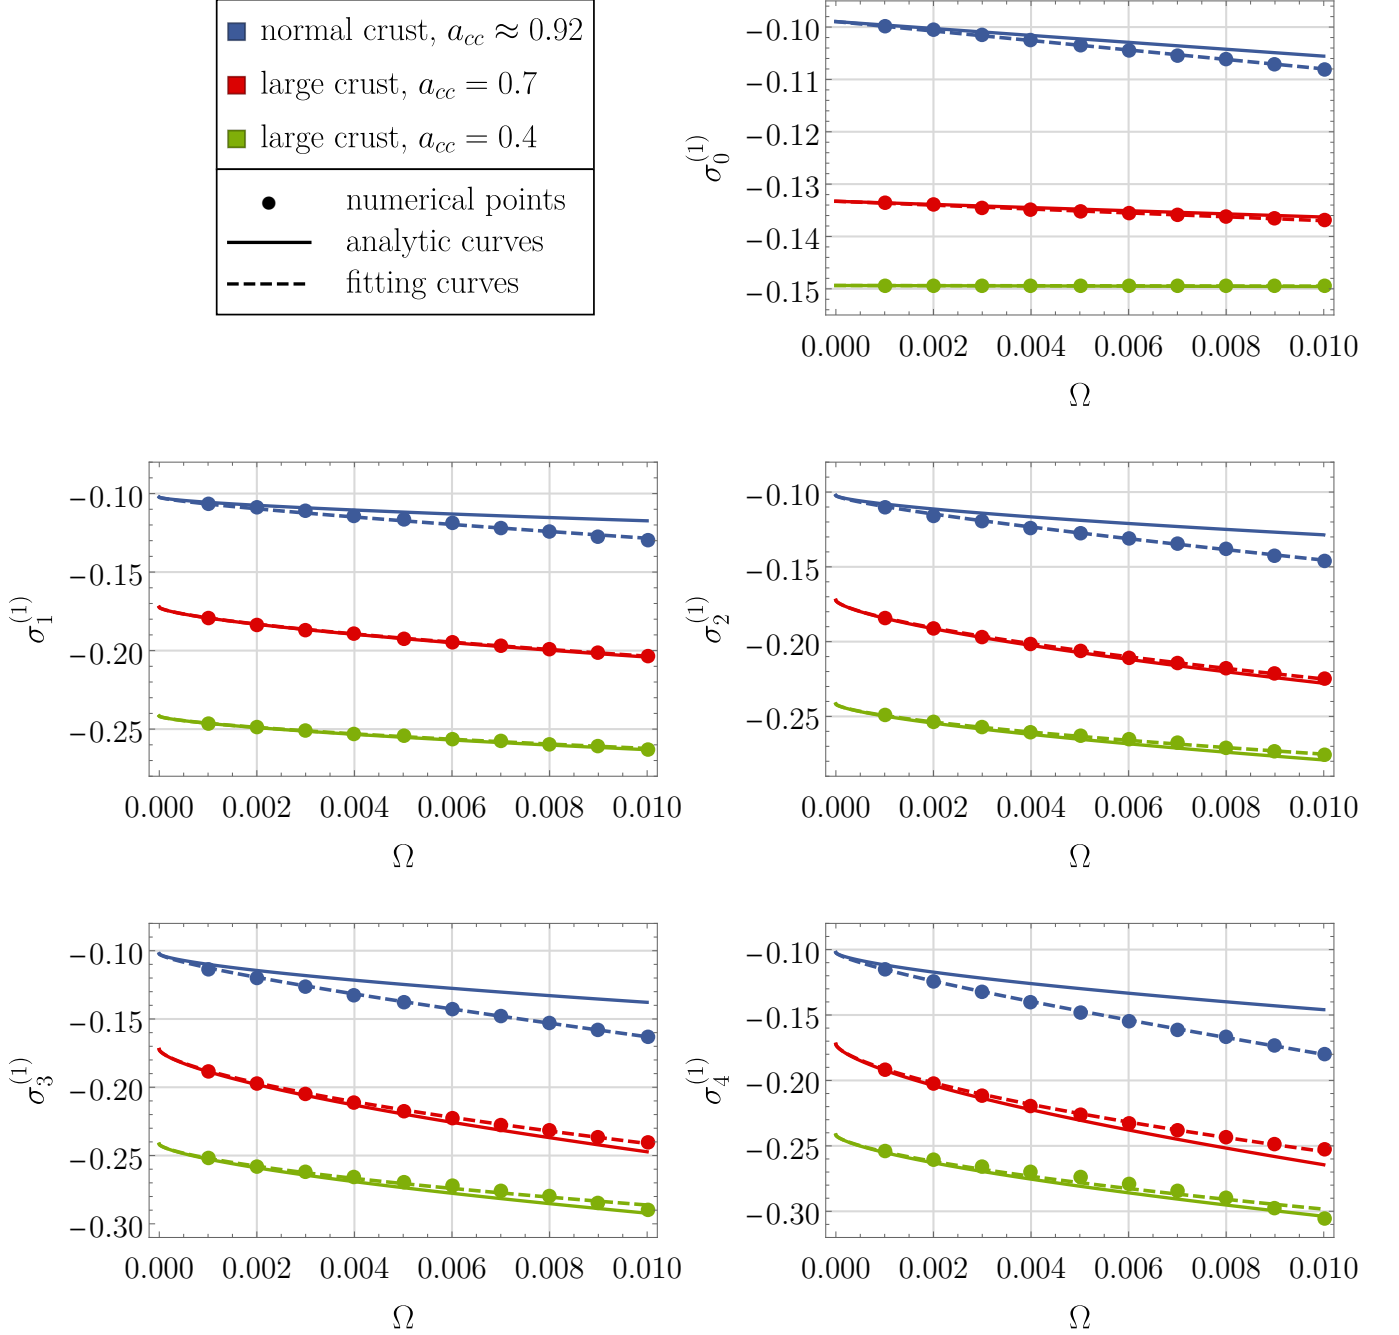 normal crust, a_cc ≈ 0.92
large crust, a_cc = 0.7
large crust, a_cc = 0.4
numerical points
analytic curves
fitting curves
σ_0^(1)
−0.10
−0.11
−0.12
−0.13
−0.14
−0.15
0.000 0.002 0.004 0.006 0.008 0.010
Ω
σ_1^(1)
−0.10
−0.15
−0.20
−0.25
0.000 0.002 0.004 0.006 0.008 0.010
Ω
σ_2^(1)
−0.10
−0.15
−0.20
−0.25
0.000 0.002 0.004 0.006 0.008 0.010
Ω
σ_3^(1)
−0.10
−0.15
−0.20
−0.25
−0.30
0.000 0.002 0.004 0.006 0.008 0.010
Ω
σ_4^(1)
−0.10
−0.15
−0.20
−0.25
−0.30
0.000 0.002 0.004 0.006 0.008 0.010
Ω